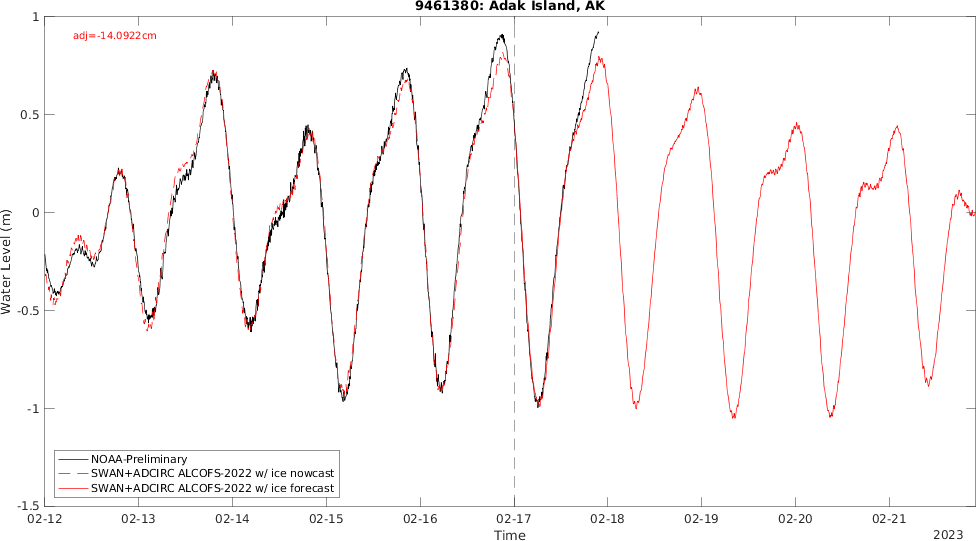 9461380: Adak Island, AK
adj=-14.0922cm
Water Level (m)
1
0.5
0
-0.5
-1
-1.5
NOAA-Preliminary
SWAN+ADCIRC ALCOFS-2022 w/ ice nowcast
SWAN+ADCIRC ALCOFS-2022 w/ ice forecast
02-12 02-13 02-14 02-15 02-16 02-17 02-18 02-19 02-20 02-21
Time
2023